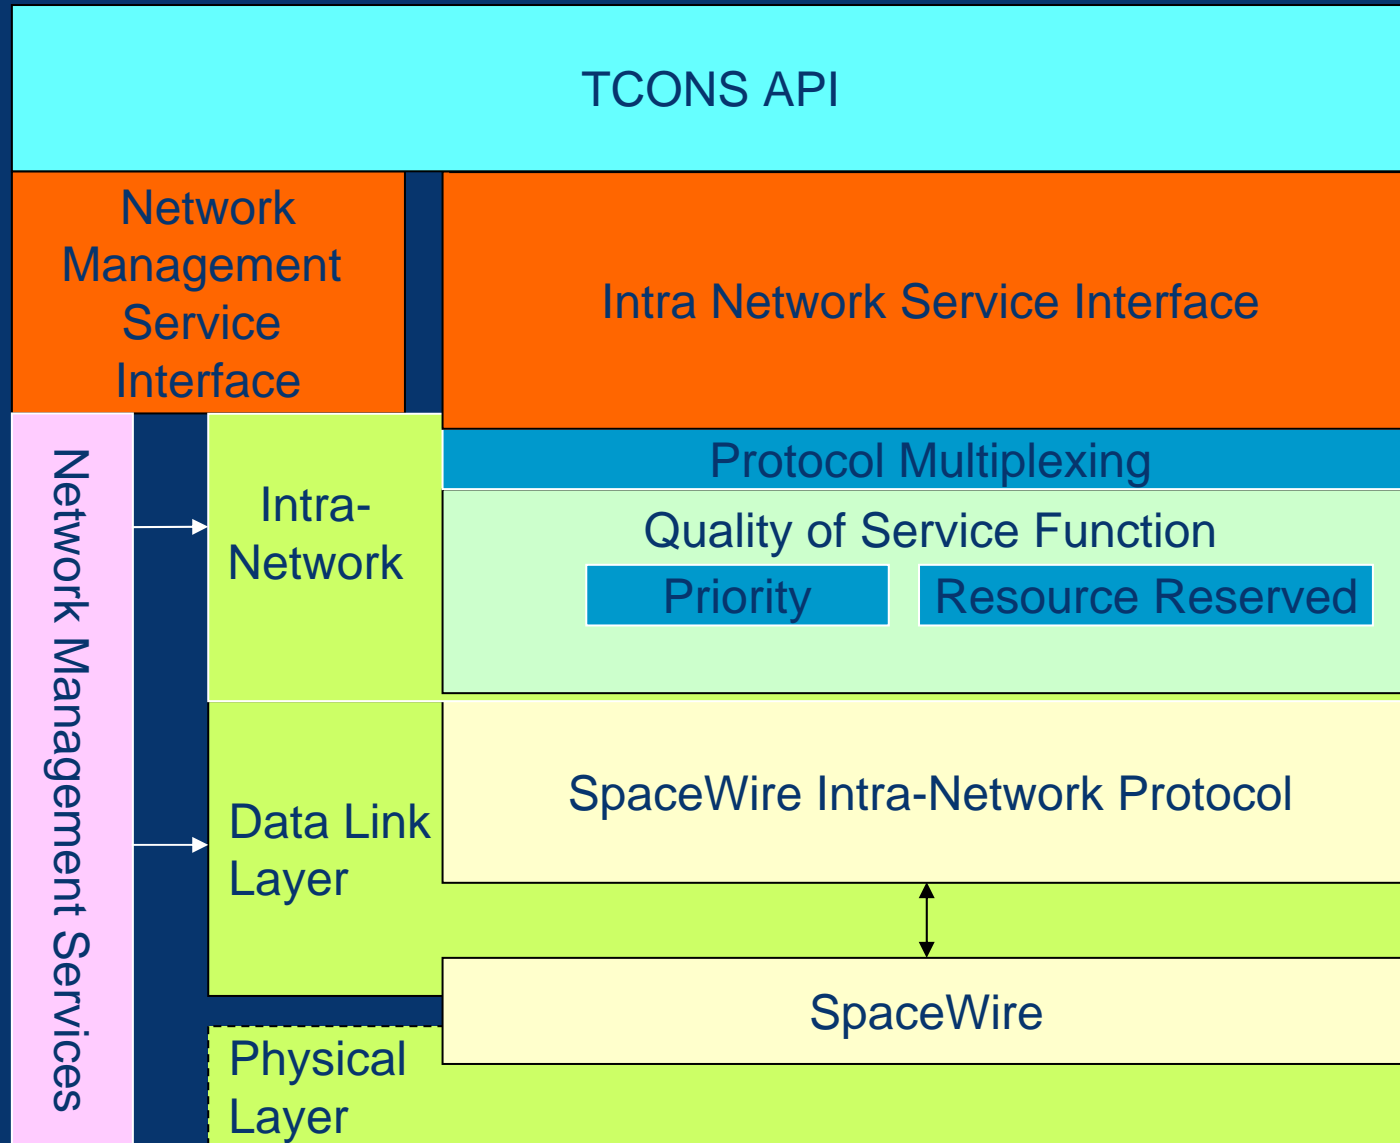 TCONS API
Network
Management
Service
Interface
Intra Network Service Interface
Protocol Multiplexing
Intra-
Network
Quality of Service Function
Priority
Resource Reserved
Network Management Services
SpaceWire Intra-Network Protocol
Data Link
Layer
SpaceWire
Physical
Layer